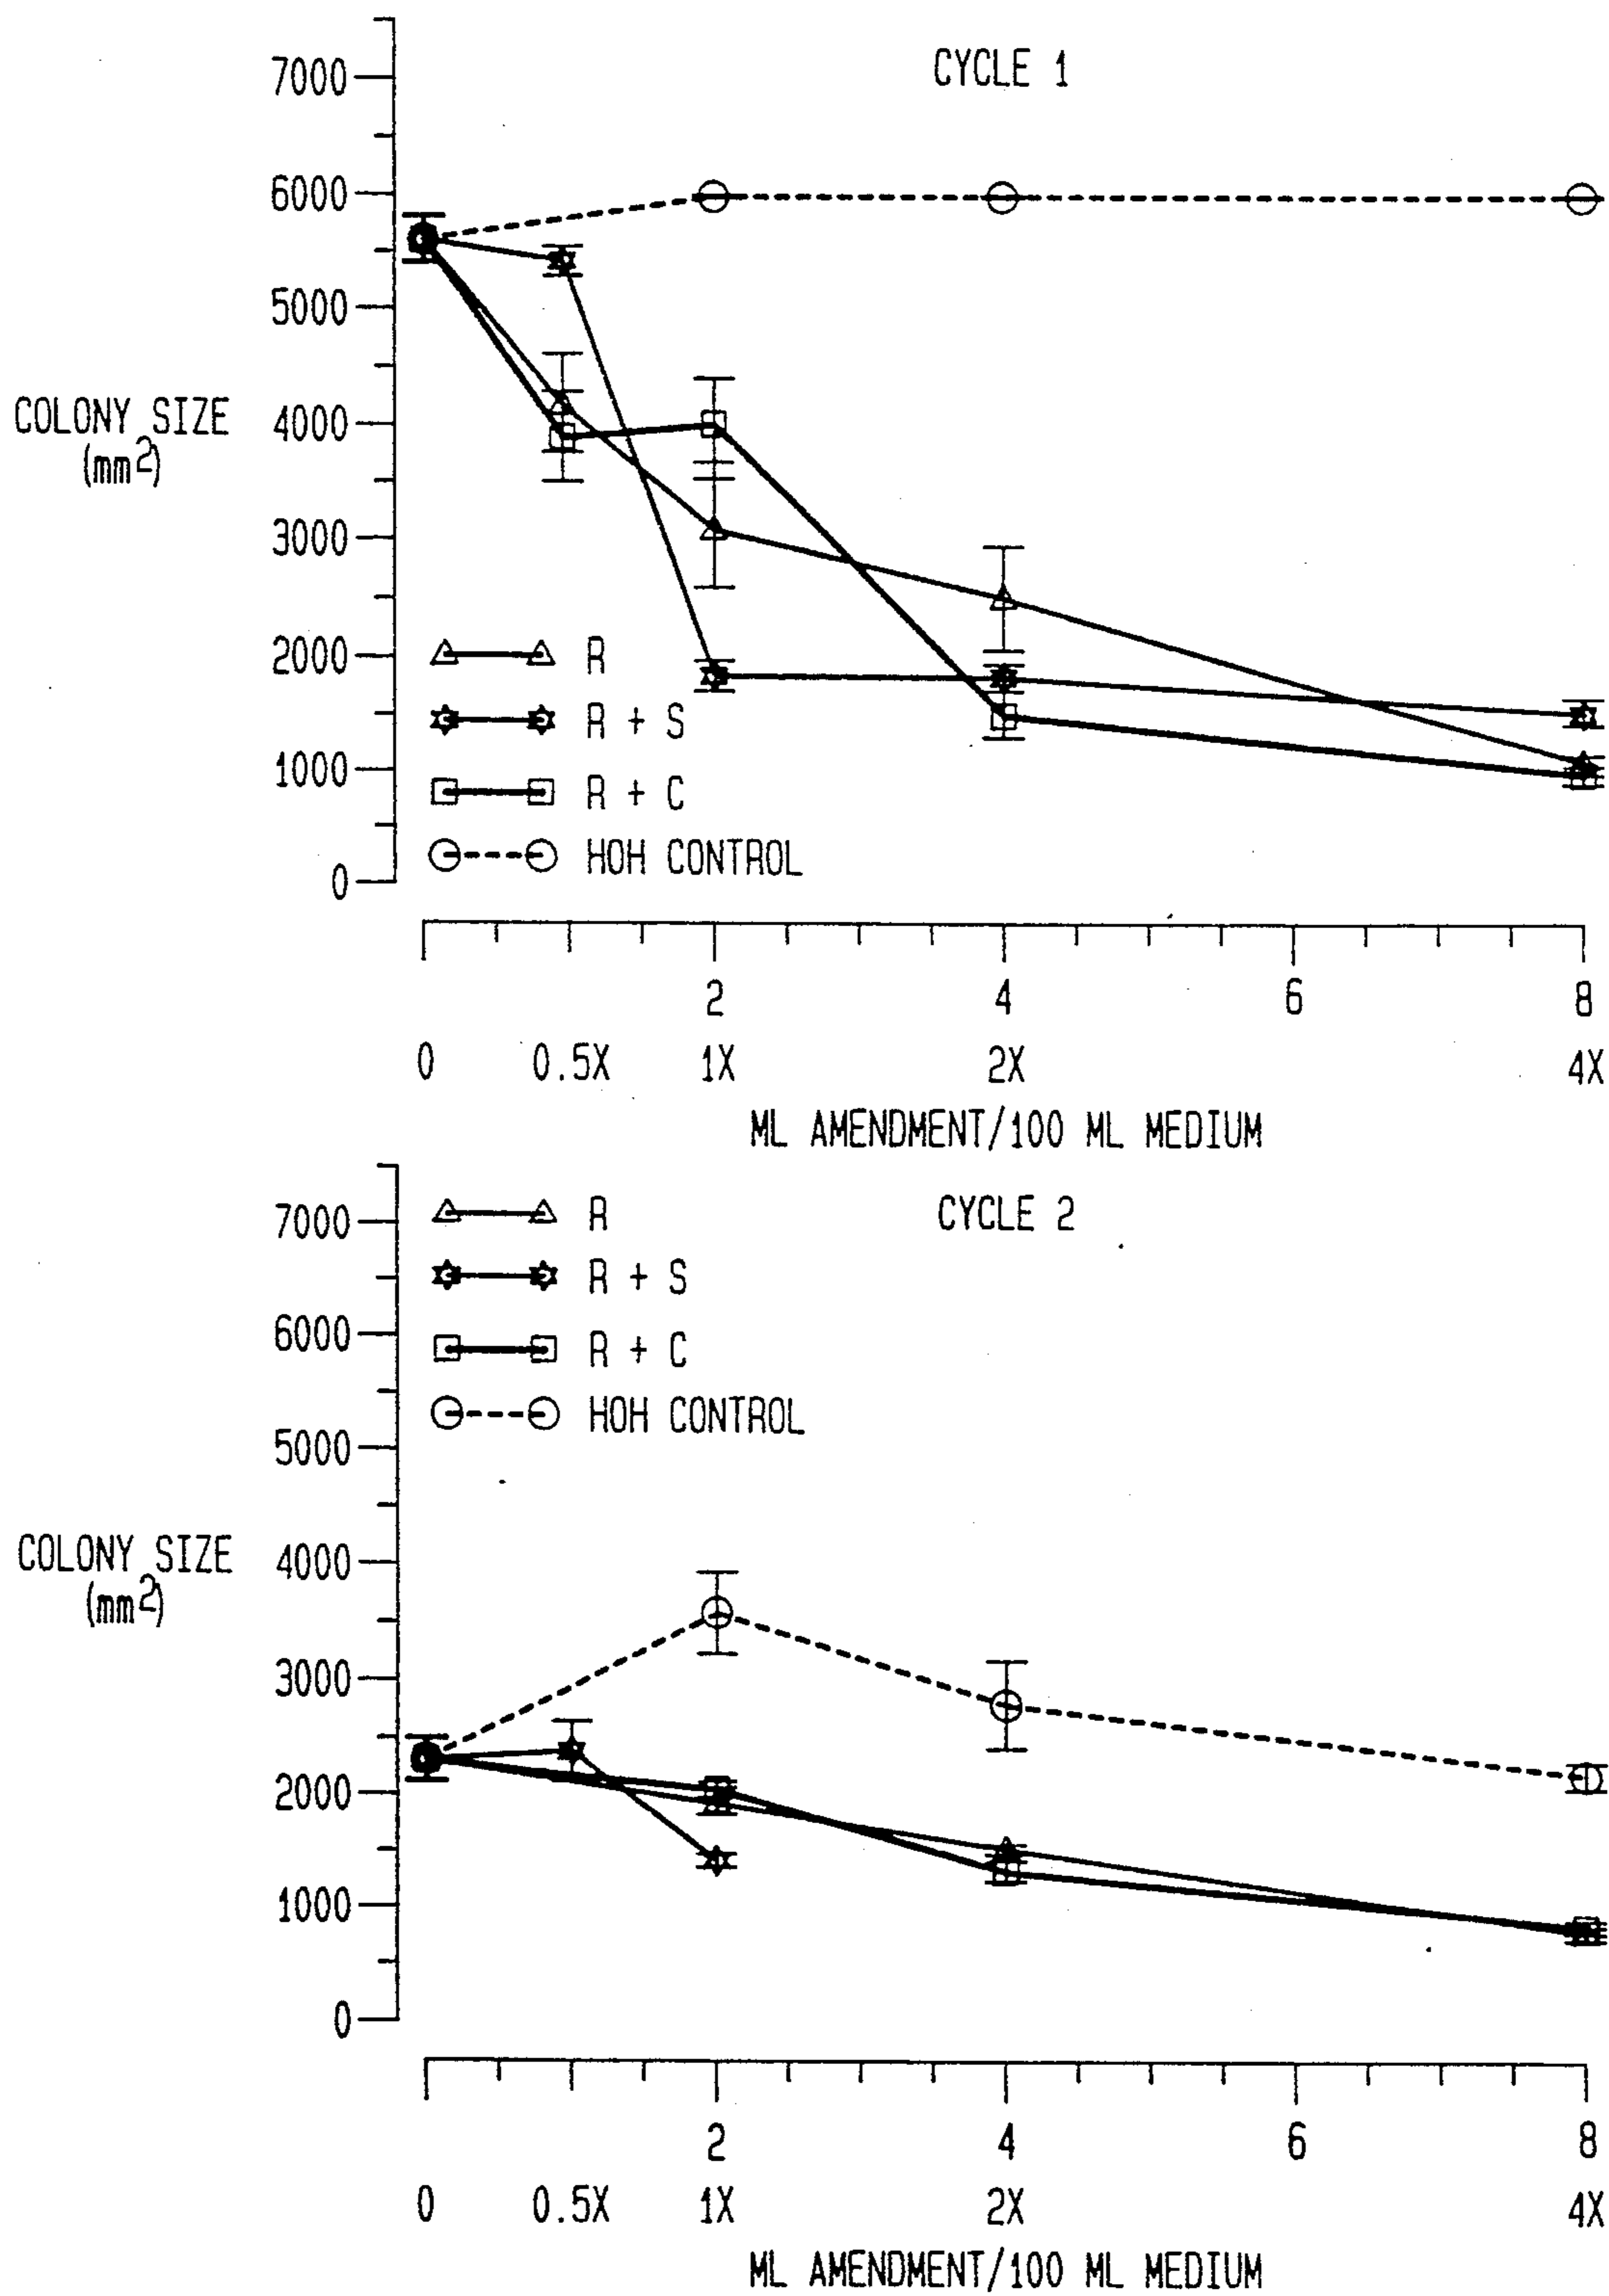 CYCLE 1
7000
6000
5000
4000
3000
2000
1000
0
COLONY SIZE
(mm2)
R
R + S
R + C
HOH CONTROL
2 4 6 8
0 0.5X 1X 2X 4X
ML AMENDMENT/100 ML MEDIUM
CYCLE 2
7000
6000
5000
4000
3000
2000
1000
0
R
R + S
R + C
HOH CONTROL
COLONY SIZE
(mm2)
2 4 6 8
0 0.5X 1X 2X 4X
ML AMENDMENT/100 ML MEDIUM